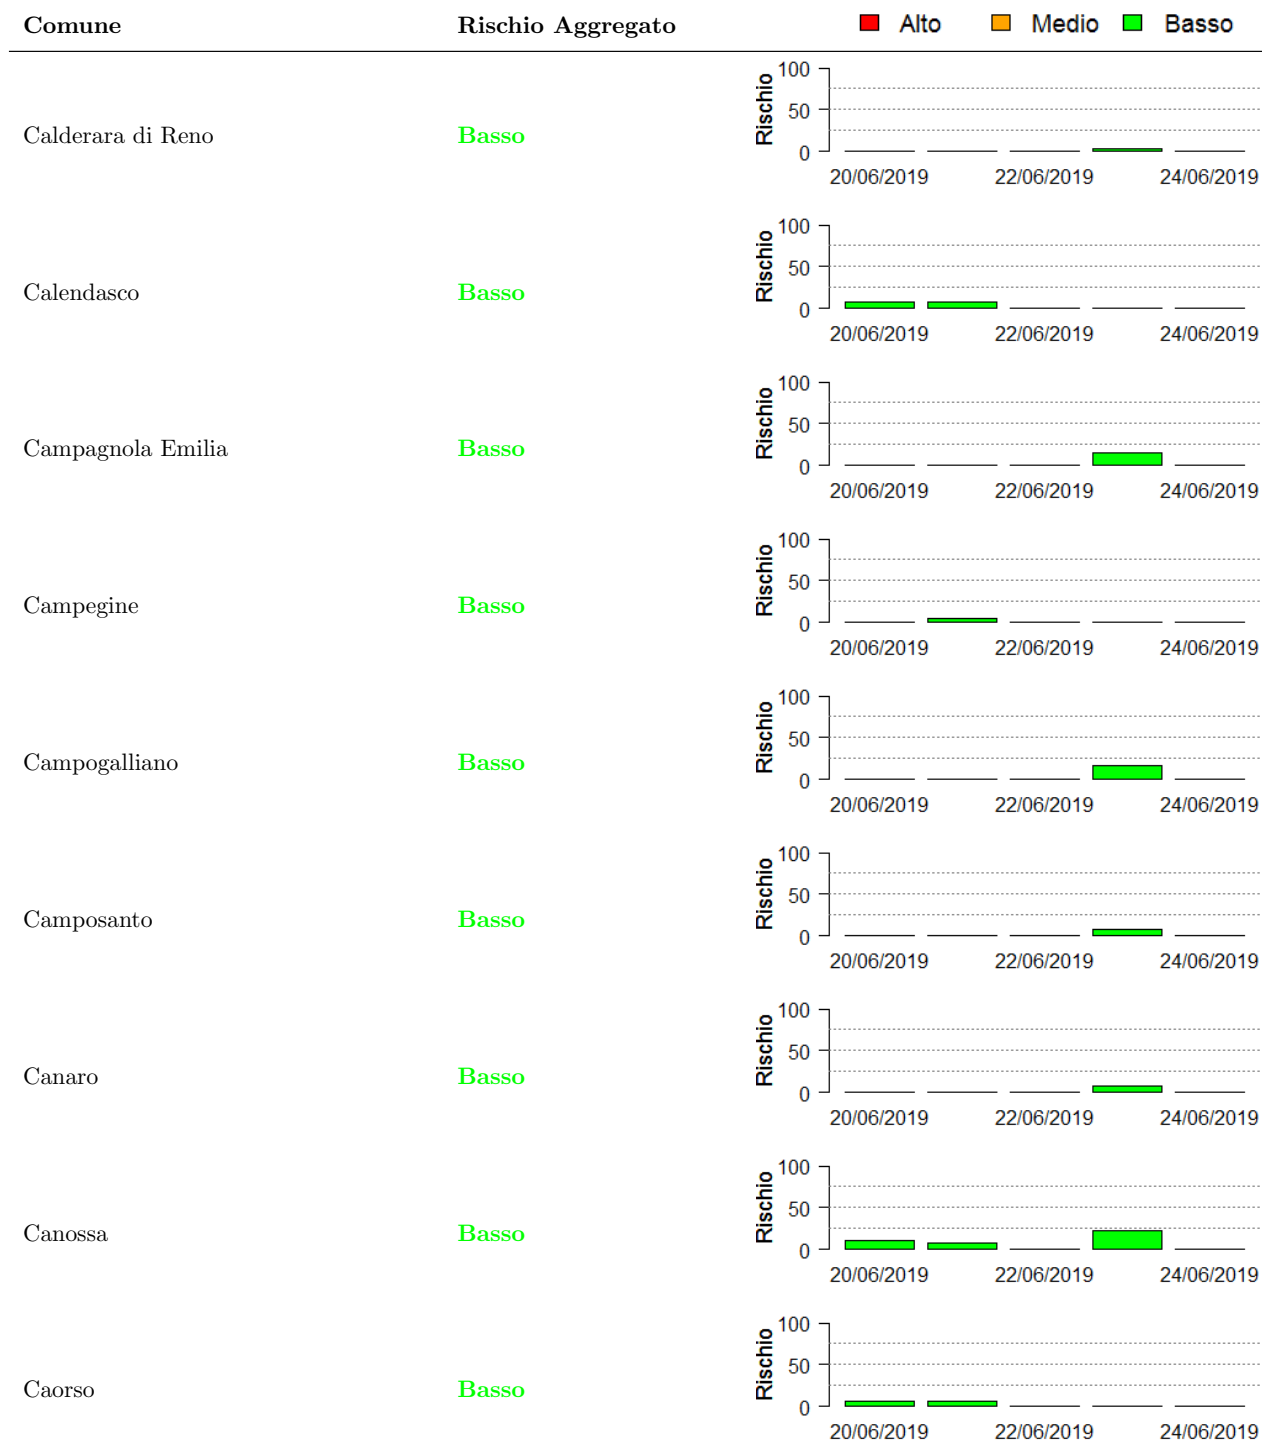 Comune Rischio Aggregato Alto Medio Basso
Calderara di Reno Basso Rischio 100 50 0
20/06/2019 22/06/2019 24/06/2019
Calendasco Basso Rischio 100 50 0
20/06/2019 22/06/2019 24/06/2019
Campagnola Emilia Basso Rischio 100 50 0
20/06/2019 22/06/2019 24/06/2019
Campegine Basso Rischio 100 50 0
20/06/2019 22/06/2019 24/06/2019
Campogalliano Basso Rischio 100 50 0
20/06/2019 22/06/2019 24/06/2019
Camposanto Basso Rischio 100 50 0
20/06/2019 22/06/2019 24/06/2019
Canaro Basso Rischio 100 50 0
20/06/2019 22/06/2019 24/06/2019
Canossa Basso Rischio 100 50 0
20/06/2019 22/06/2019 24/06/2019
Caorso Basso Rischio 100 50 0
20/06/2019 22/06/2019 24/06/2019